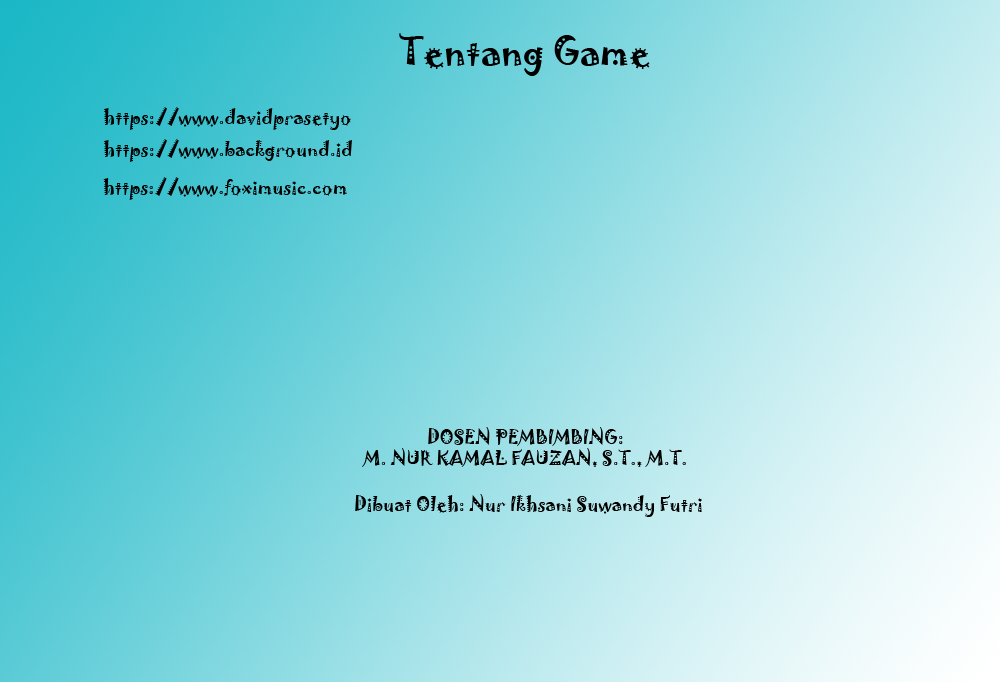 Tentang Game
https://www.davidprasetyo
https://www.background.id
https://www.foximusic.com
DOSEN PEMBIMBING:
M. NUR KAMAL FAUZAN, S.T., M.T.
Dibuat Oleh: Nur Ikhsani Suwandy Futri